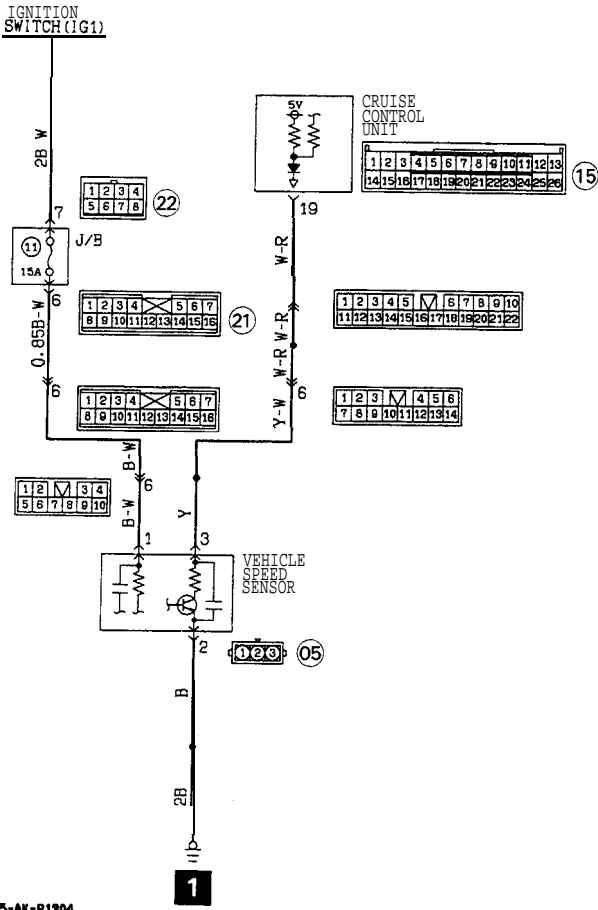 IGNITION
SWITCH(IG1)
2B W
7
11
J/B
15A
6
0.85B-W
6
B-W
6
B-W
1
5V
CRUISE
CONTROL
UNIT
19
W-R
W-R
W-R
6
Y-W
Y
3
1 2 3 4
5 6 7 8
22
1 2 3 4 5 6 7 8 9 10 11 12 13
14 15 16 17 18 19 20 21 22 23 24 25 26
15
1 2 3 4 5 6 7
8 9 10 11 12 13 14 15 16
21
1 2 3 4 5 6 7 8 9 10
11 12 13 14 15 16 17 18 19 20 21 22
1 2 3 4 5 6 7
8 9 10 11 12 13 14 15 16
1 2 3 4 5 6
7 8 9 10 11 12 13 14
1 2 3 4
5 6 7 8 9 10
VEHICLE
SPEED
SENSOR
2
1 2 3
05
B
2B
1
5-AK-R1304